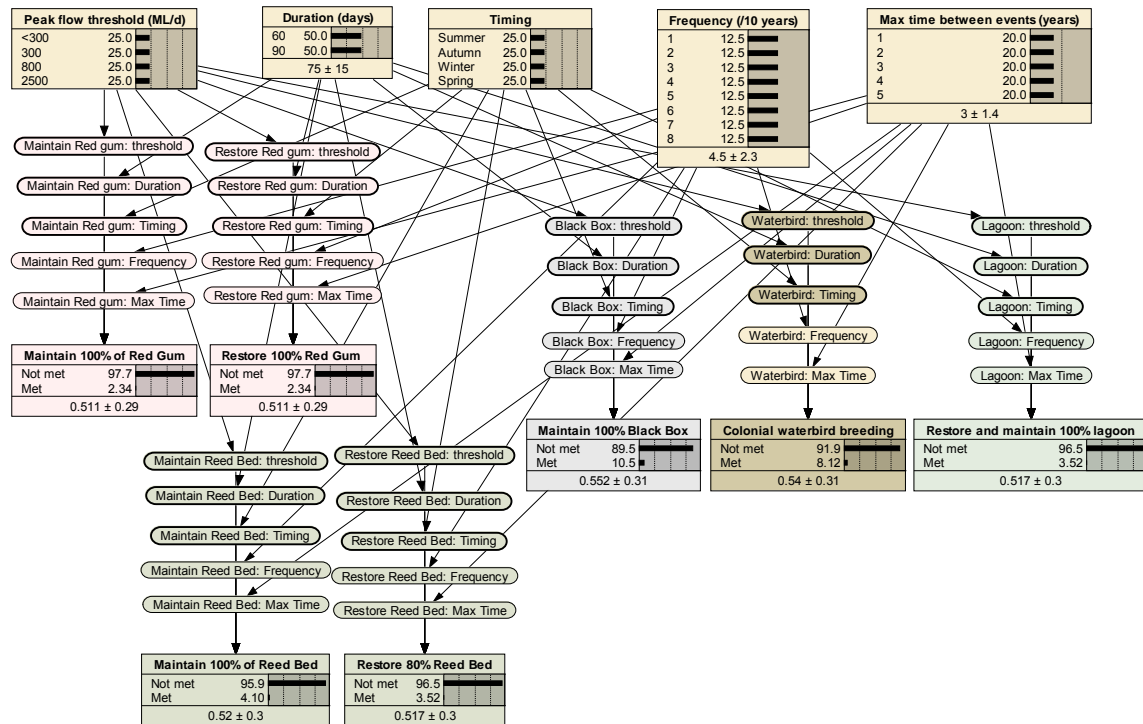 Peak flow threshold (ML/d)
<300 25.0
300 25.0
800 25.0
2500 25.0
Duration (days)
60 50.0
90 50.0
75 ± 15
Timing
Summer 25.0
Autumn 25.0
Winter 25.0
Spring 25.0
Frequency (/10 years)
1 12.5
2 12.5
3 12.5
4 12.5
5 12.5
6 12.5
7 12.5
8 12.5
4.5 ± 2.3
Max time between events (years)
1 20.0
2 20.0
3 20.0
4 20.0
5 20.0
3 ± 1.4
Maintain Red gum: threshold
Maintain Red gum: Duration
Maintain Red gum: Timing
Maintain Red gum: Frequency
Maintain Red gum: Max Time
Maintain 100% of Red Gum
Not met 97.7
Met 2.34
0.511 ± 0.29
Restore Red gum: threshold
Restore Red gum: Duration
Restore Red gum: Timing
Restore Red gum: Frequency
Restore Red gum: Max Time
Restore 100% Red Gum
Not met 97.7
Met 2.34
0.511 ± 0.29
Black Box: threshold
Black Box: Duration
Black Box: Timing
Black Box: Frequency
Black Box: Max Time
Maintain 100% Black Box
Not met 89.5
Met 10.5
0.552 ± 0.31
Waterbird: threshold
Waterbird: Duration
Waterbird: Timing
Waterbird: Frequency
Waterbird: Max Time
Colonial waterbird breeding
Not met 91.9
Met 8.12
0.54 ± 0.31
Lagoon: threshold
Lagoon: Duration
Lagoon: Timing
Lagoon: Frequency
Lagoon: Max Time
Restore and maintain 100% lagoon
Not met 96.5
Met 3.52
0.517 ± 0.3
Maintain Reed Bed: threshold
Maintain Reed Bed: Duration
Maintain Reed Bed: Timing
Maintain Reed Bed: Frequency
Maintain Reed Bed: Max Time
Maintain 100% of Reed Bed
Not met 95.9
Met 4.10
0.52 ± 0.3
Restore Reed Bed: threshold
Restore Reed Bed: Duration
Restore Reed Bed: Timing
Restore Reed Bed: Frequency
Restore Reed Bed: Max Time
Restore 80% Reed Bed
Not met 96.5
Met 3.52
0.517 ± 0.3